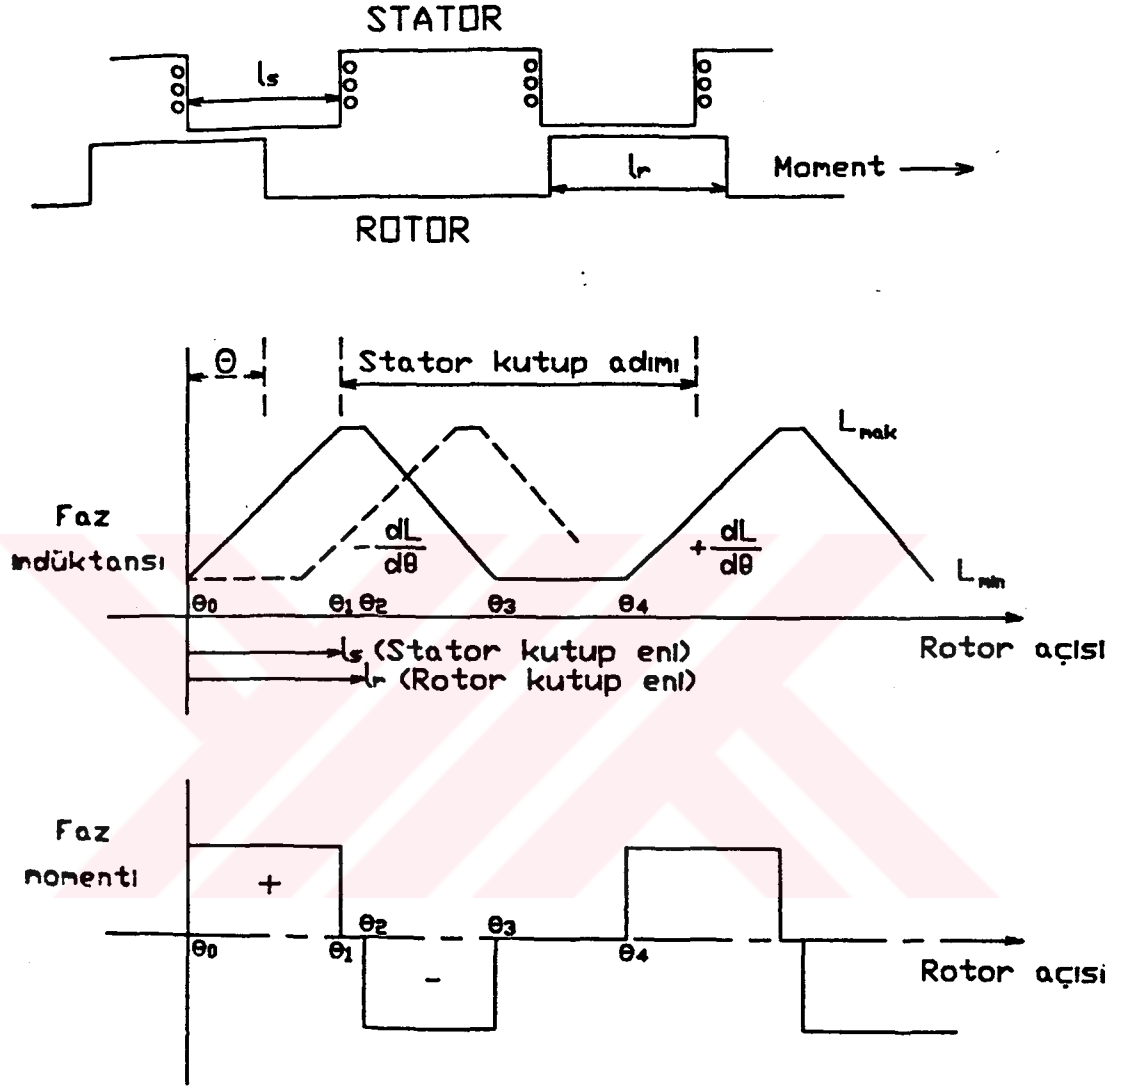 STATOR
ls
lr
Moment
ROTOR
θ
Stator kutup adımı
Lmak
Faz
indüktansı
- dL/dθ
+ dL/dθ
Lmin
θ0 θ1 θ2 θ3 θ4
ls (Stator kutup eni)
Rotor açısı
lr (Rotor kutup eni)
Faz
momenti
+
θ2 θ3
θ0 θ1 θ4
-
Rotor açısı